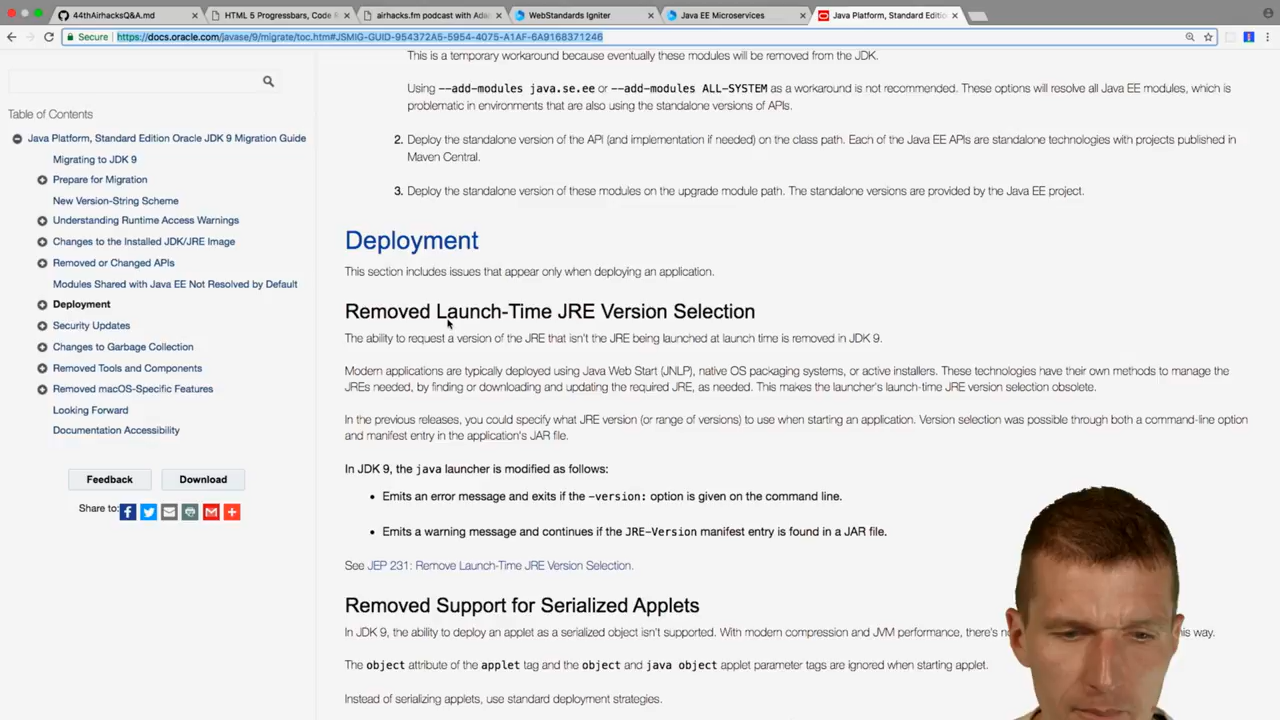 44thAirhacksQ&A.md
HTML 5 Progressbars, Code R
airhacks.fm podcast with Ada
WebStandards Igniter
Java EE Microservices
Java Platform, Standard Editio
Secure https://docs.oracle.com/javase/9/migrate/toc.htm#JSMIG-GUID-954372A5-5954-4075-A1AF-6A9168371246
Table of Contents
Java Platform, Standard Edition Oracle JDK 9 Migration Guide
Migrating to JDK 9
Prepare for Migration
New Version-String Scheme
Understanding Runtime Access Warnings
Changes to the Installed JDK/JRE Image
Removed or Changed APIs
Modules Shared with Java EE Not Resolved by Default
Deployment
Security Updates
Changes to Garbage Collection
Removed Tools and Components
Removed macOS-Specific Features
Looking Forward
Documentation Accessibility
Feedback
Download
Share to:
This is a temporary workaround because eventually these modules will be removed from the JDK.
Using --add-modules java.se.ee or --add-modules ALL-SYSTEM as a workaround is not recommended. These options will resolve all Java EE modules, which is
problematic in environments that are also using the standalone versions of APIs.
2. Deploy the standalone version of the API (and implementation if needed) on the class path. Each of the Java EE APIs are standalone technologies with projects published in
Maven Central.
3. Deploy the standalone version of these modules on the upgrade module path. The standalone versions are provided by the Java EE project.
Deployment
This section includes issues that appear only when deploying an application.
Removed Launch-Time JRE Version Selection
The ability to request a version of the JRE that isn't the JRE being launched at launch time is removed in JDK 9.
Modern applications are typically deployed using Java Web Start (JNLP), native OS packaging systems, or active installers. These technologies have their own methods to manage the
JREs needed, by finding or downloading and updating the required JRE, as needed. This makes the launcher's launch-time JRE version selection obsolete.
In the previous releases, you could specify what JRE version (or range of versions) to use when starting an application. Version selection was possible through both a command-line option
and manifest entry in the application's JAR file.
In JDK 9, the java launcher is modified as follows:
• Emits an error message and exits if the -version: option is given on the command line.
• Emits a warning message and continues if the JRE-Version manifest entry is found in a JAR file.
See JEP 231: Remove Launch-Time JRE Version Selection.
Removed Support for Serialized Applets
In JDK 9, the ability to deploy an applet as a serialized object isn't supported. With modern compression and JVM performance, there's way.
The object attribute of the applet tag and the object and java object applet parameter tags are ignored when starting applet.
Instead of serializing applets, use standard deployment strategies.